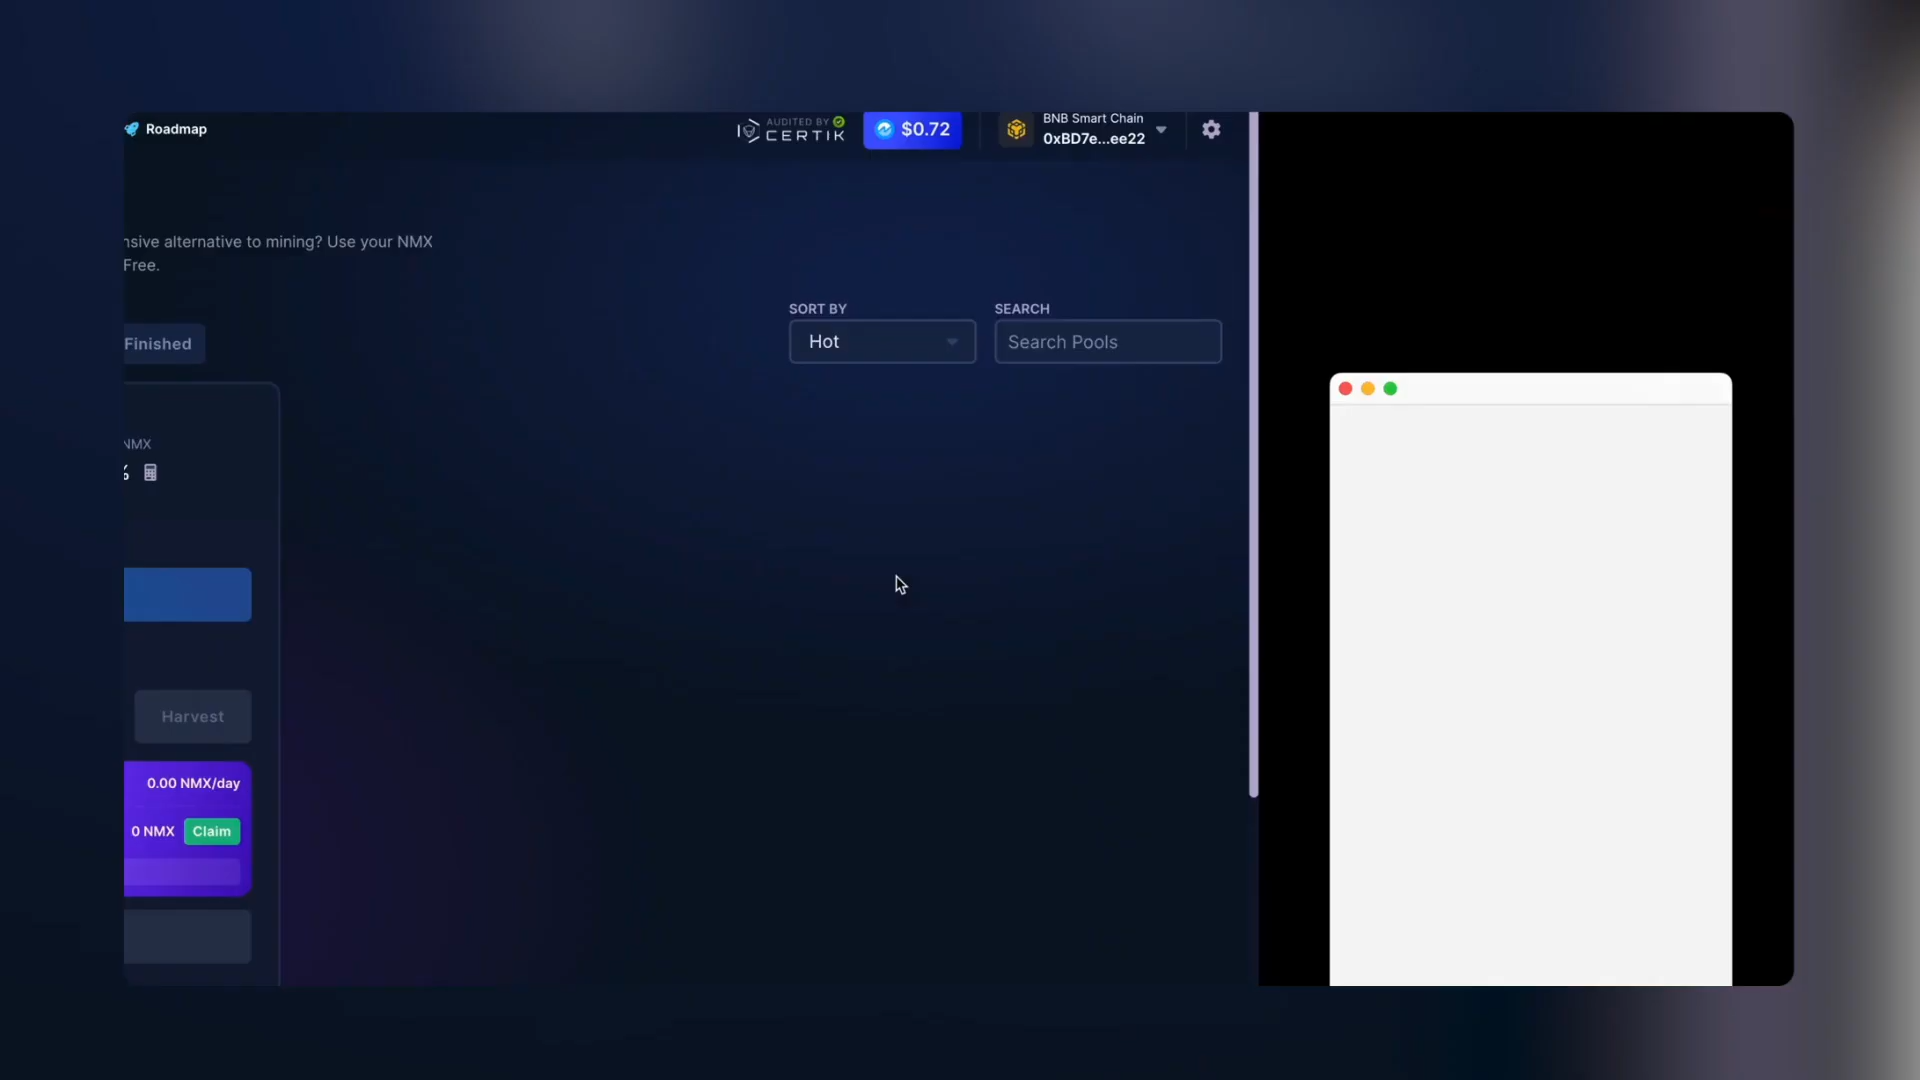 Roadmap
AUDITED BY
CERTIK
$0.72
BNB Smart Chain
0xBD7e...ee22
nsive alternative to mining? Use your NMX
Free.
SORT BY
SEARCH
Finished
Hot
Search Pools
NMX
%
Harvest
0.00 NMX/day
0 NMX
Claim